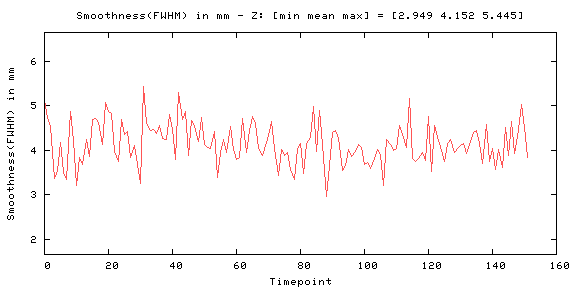 Smoothness(FWHM) in mm - Z: [min mean max] = [2.949 4.152 5.445]
Smoothness(FWHM) in mm
6
5
4
3
2
0 20 40 60 80 100 120 140 160
Timepoint